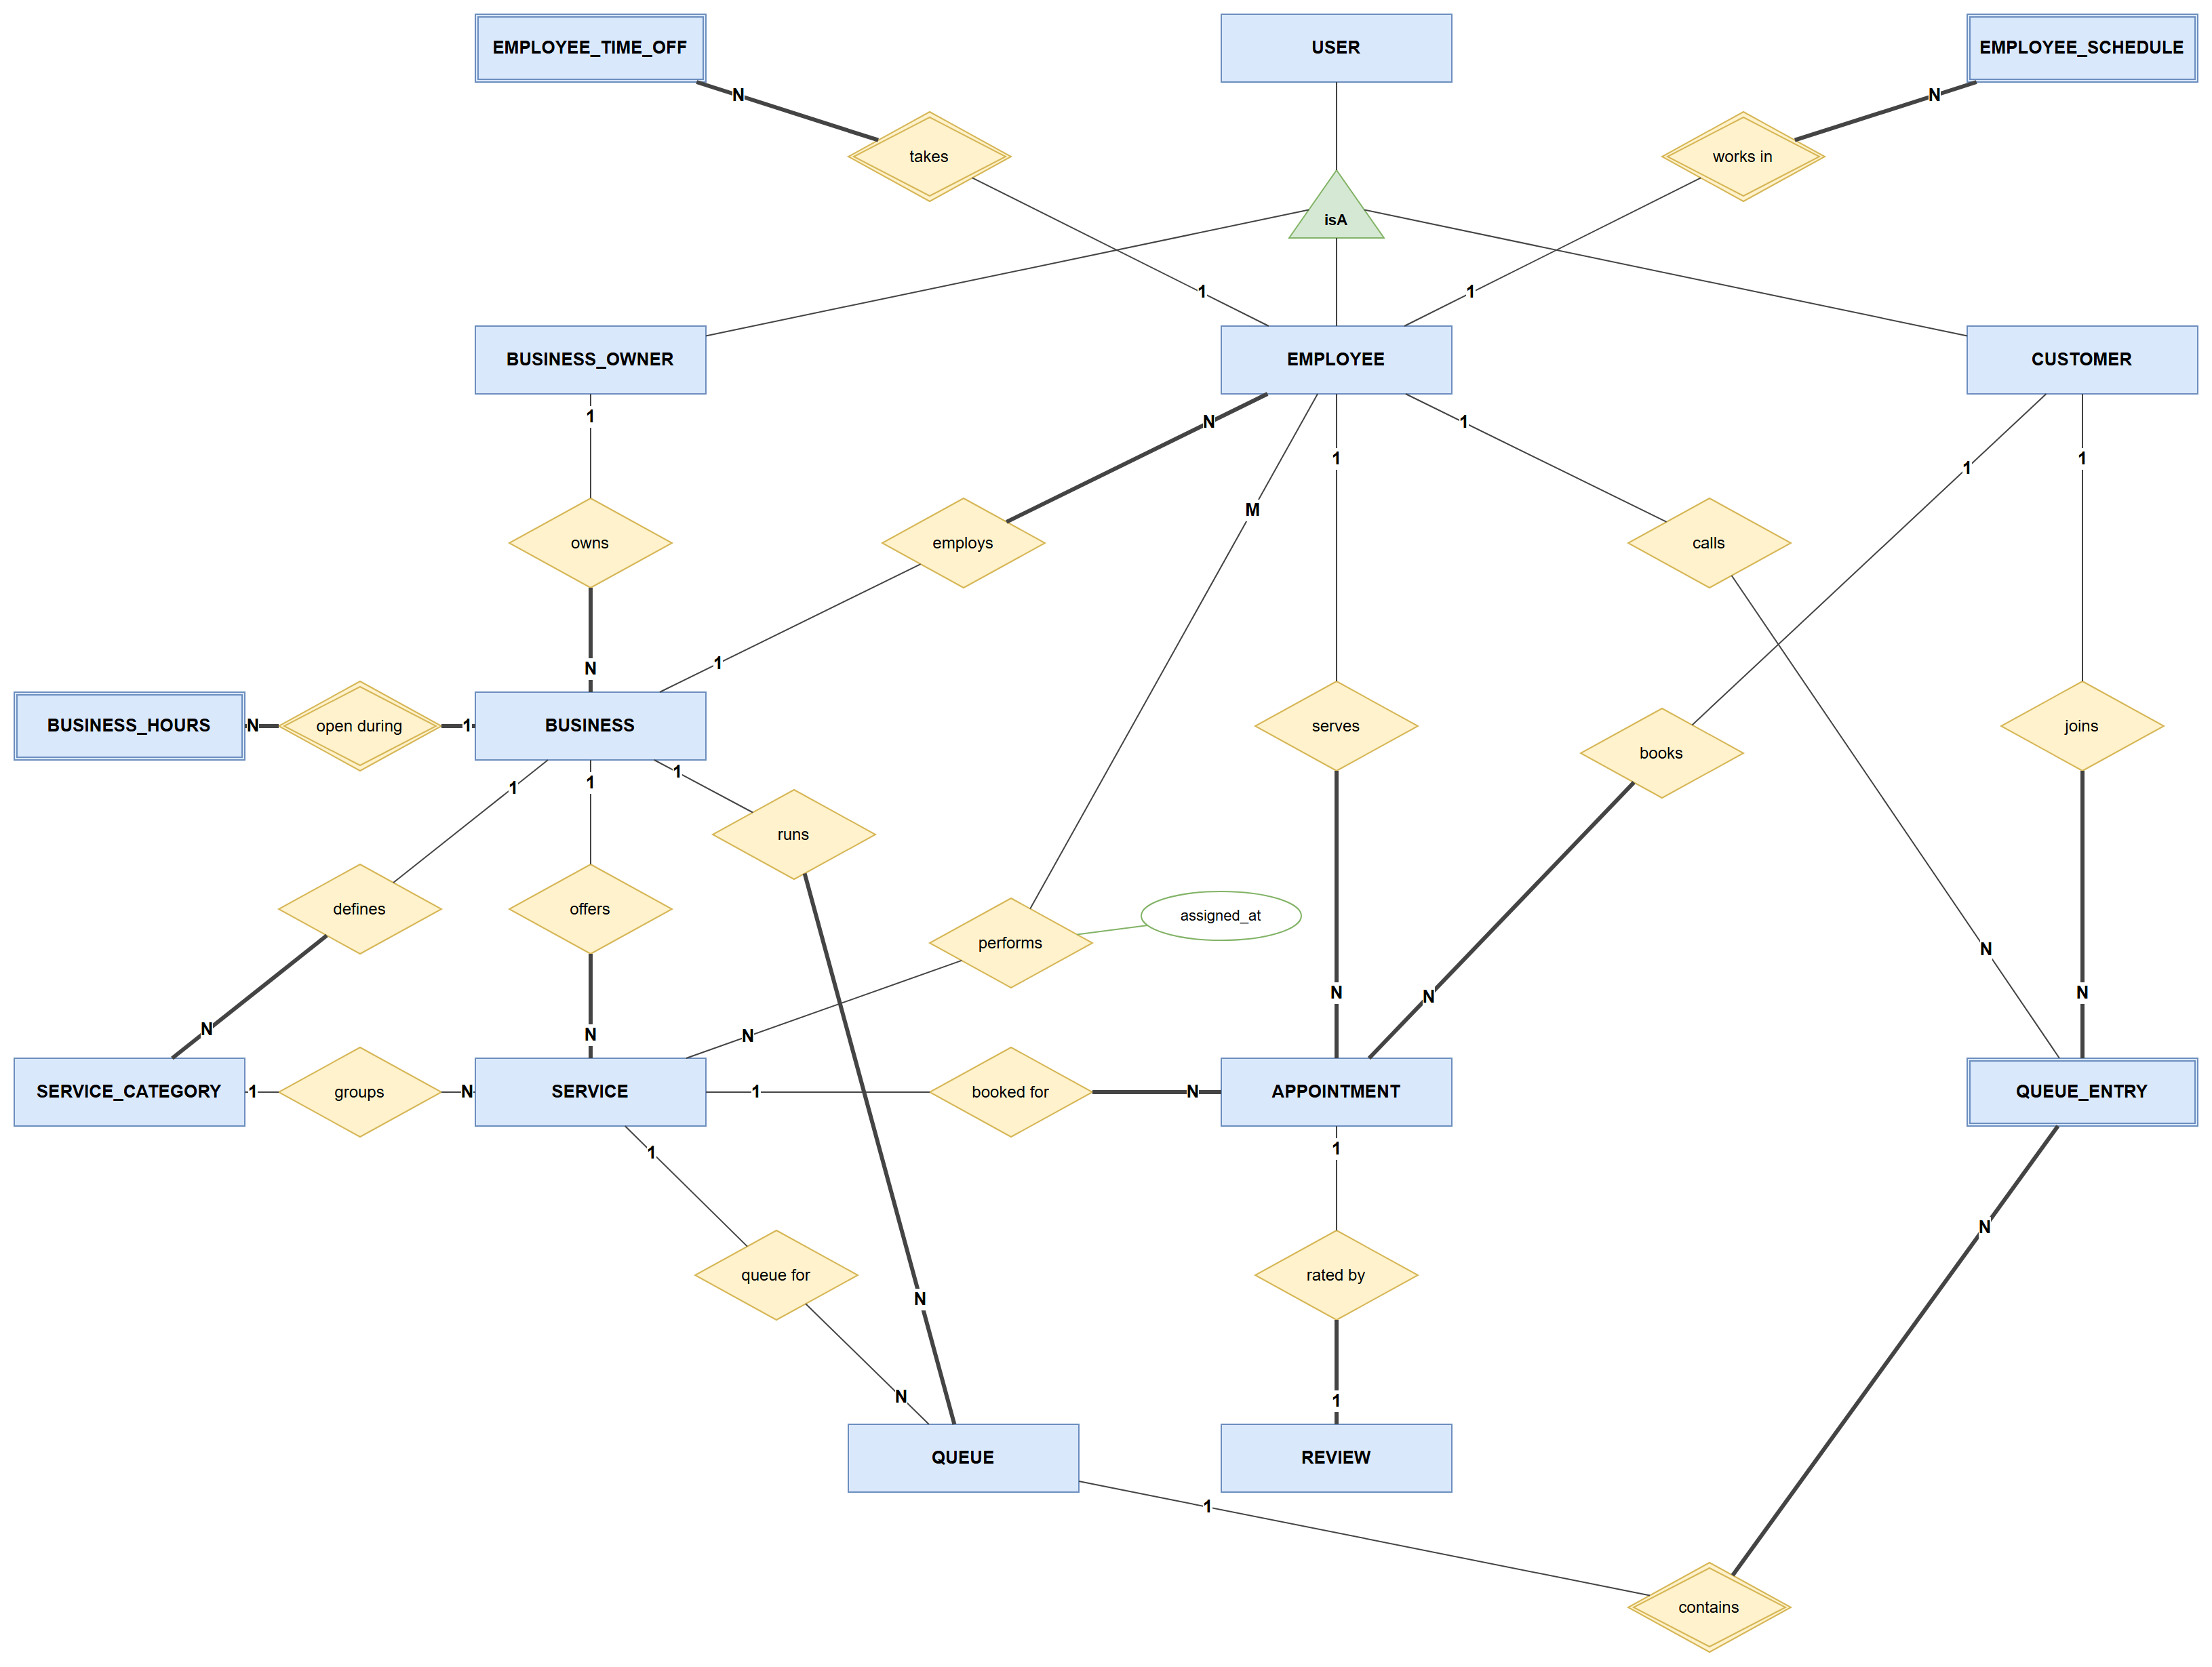 EMPLOYEE_TIME_OFF
USER
EMPLOYEE_SCHEDULE
N
N
takes
works in
isA
1
1
BUSINESS_OWNER
EMPLOYEE
CUSTOMER
1
N
1
1
1
1
M
owns
employs
calls
N
1
BUSINESS_HOURS
N
open during
1
BUSINESS
serves
books
joins
1
1
1
runs
defines
offers
performs
assigned_at
N
N
N
N
N
N
N
SERVICE_CATEGORY
1
groups
N
SERVICE
1
booked for
N
APPOINTMENT
QUEUE_ENTRY
1
1
N
queue for
rated by
N
N
1
QUEUE
REVIEW
1
contains